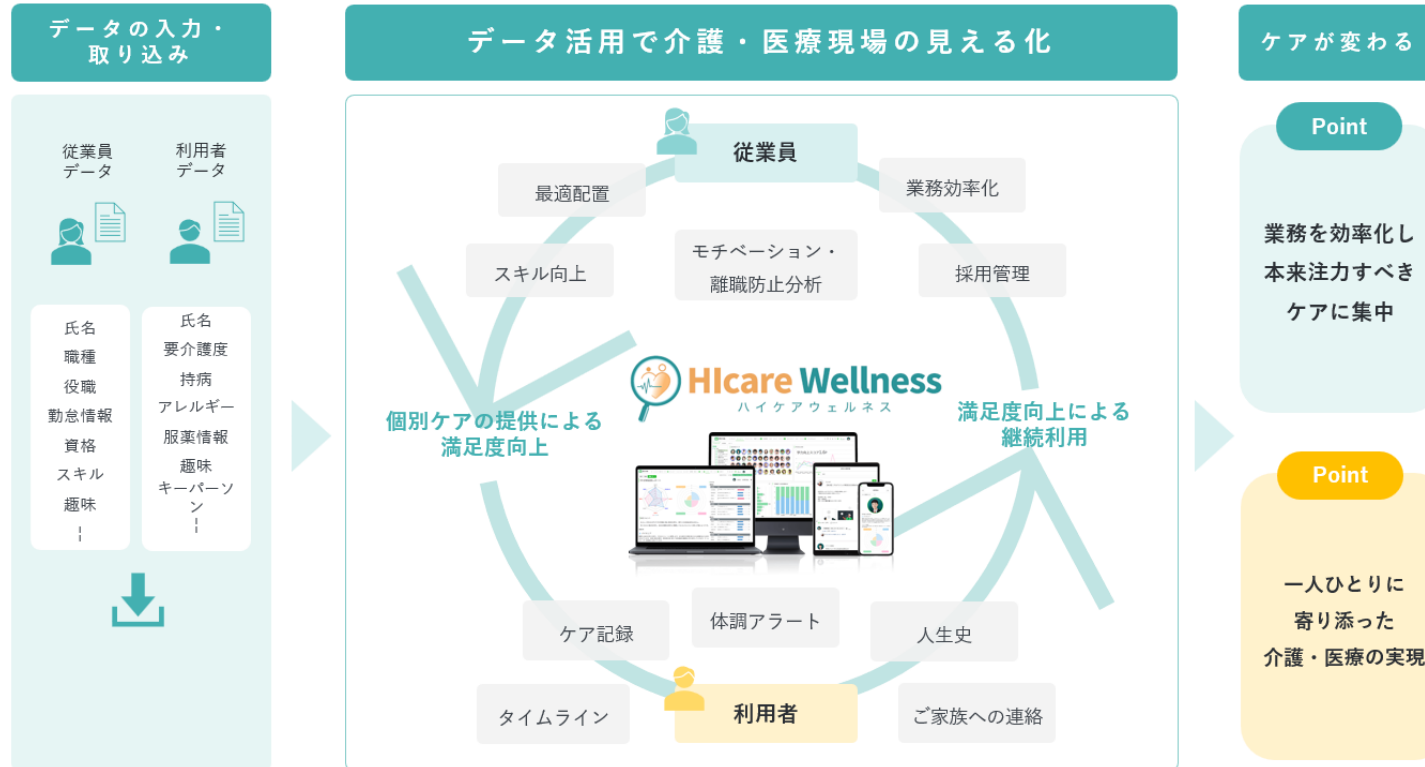 データの入力・
取り込み
従業員
データ
利用者
データ
氏名
職種
役職
勤怠情報
資格
スキル
趣味
氏名
要介護度
持病
アレルギー
服薬情報
趣味
キーパーソ
ン
データ活用で介護・医療現場の見える化
従業員
最適配置
業務効率化
スキル向上
モチベーション・
離職防止分析
採用管理
HIcare Wellness
ハイケアウェルネス
個別ケアの提供による
満足度向上
満足度向上による
継続利用
ケア記録
体調アラート
人生史
タイムライン
利用者
ご家族への連絡
ケアが変わる
Point
業務を効率化し
本来注力すべき
ケアに集中
Point
一人ひとりに
寄り添った
介護・医療の実現